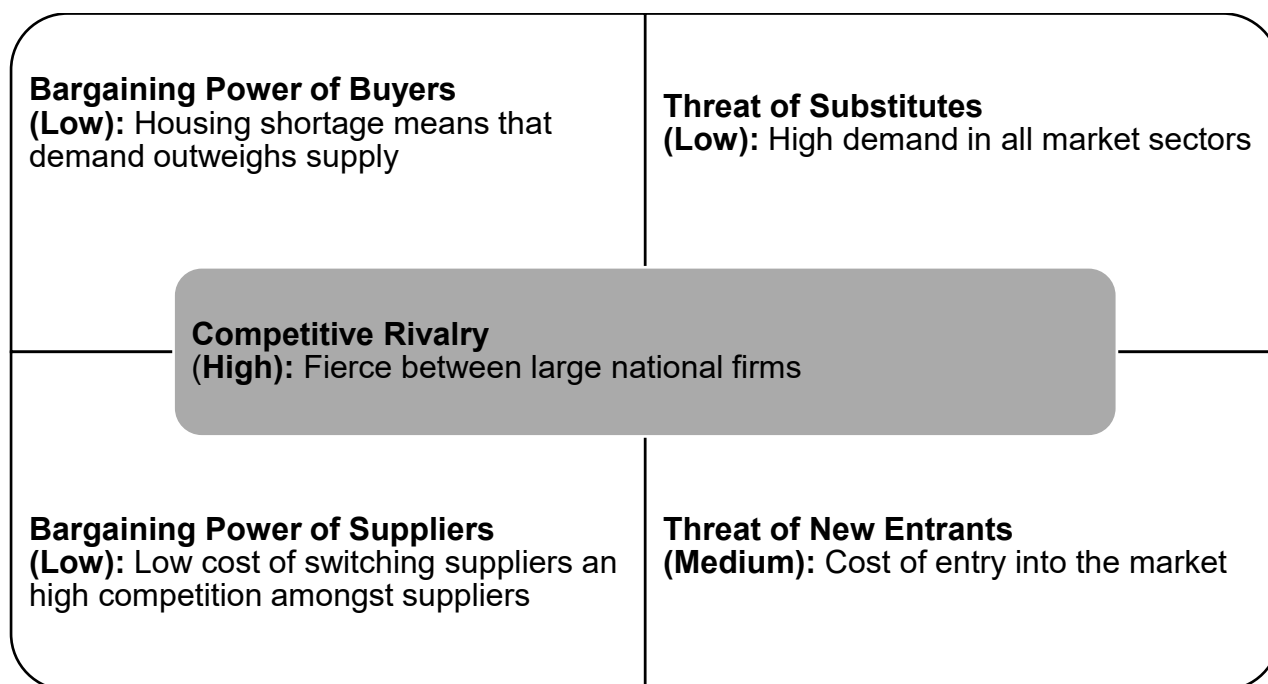 Bargaining Power of Buyers
(Low): Housing shortage means that
demand outweighs supply
Threat of Substitutes
(Low): High demand in all market sectors
Competitive Rivalry
(High): Fierce between large national firms
Bargaining Power of Suppliers
(Low): Low cost of switching suppliers an
high competition amongst suppliers
Threat of New Entrants
(Medium): Cost of entry into the market